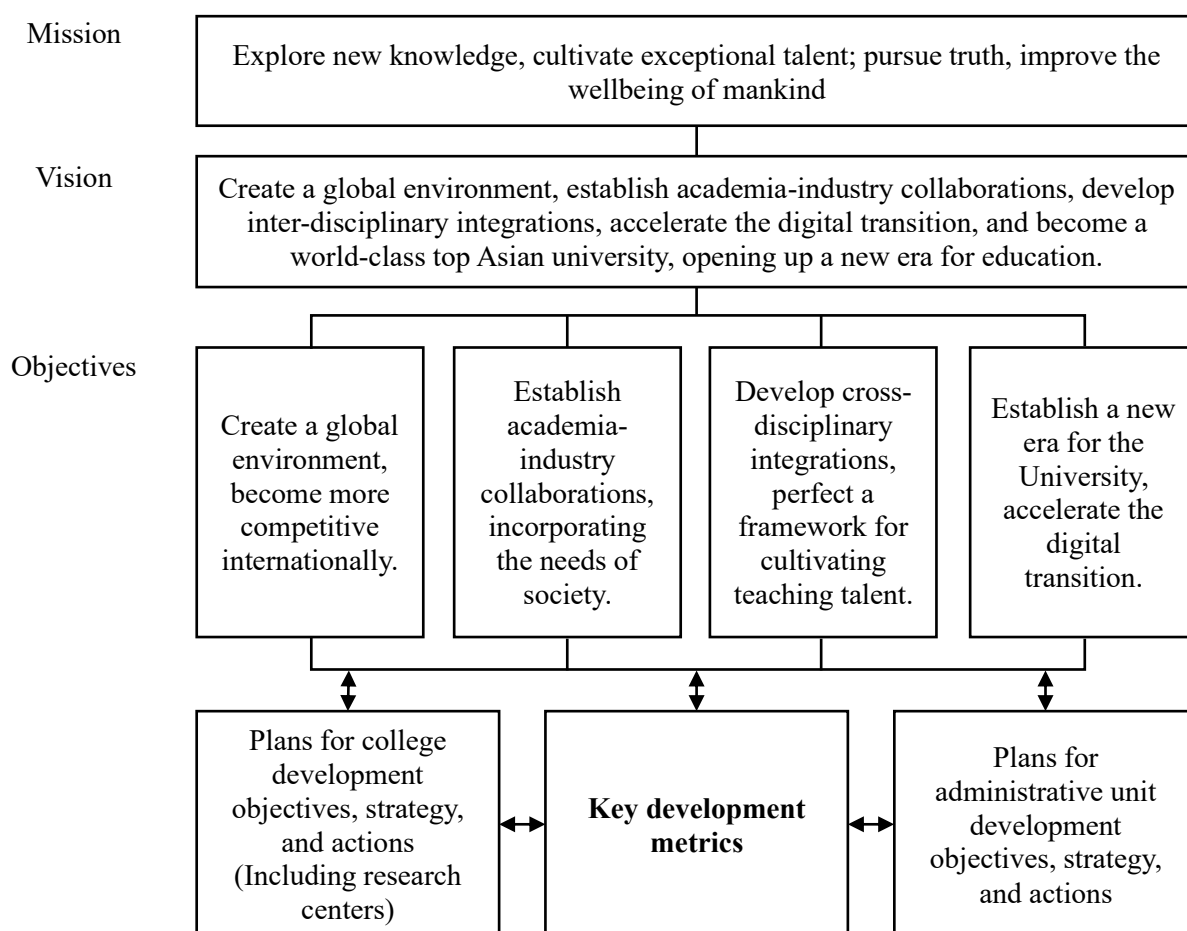 Mission
Explore new knowledge, cultivate exceptional talent; pursue truth, improve the
wellbeing of mankind
Vision
Create a global environment, establish academia-industry collaborations, develop
inter-disciplinary integrations, accelerate the digital transition, and become a
world-class top Asian university, opening up a new era for education.
Objectives
Create a global
environment,
become more
competitive
internationally.
Establish
academia-
industry
collaborations,
incorporating
the needs of
society.
Develop cross-
disciplinary
integrations,
perfect a
framework for
cultivating
teaching talent.
Establish a new
era for the
University,
accelerate the
digital
transition.
Plans for college
development
objectives, strategy,
and actions
(Including research
centers)
Key development
metrics
Plans for
administrative unit
development
objectives, strategy,
and actions